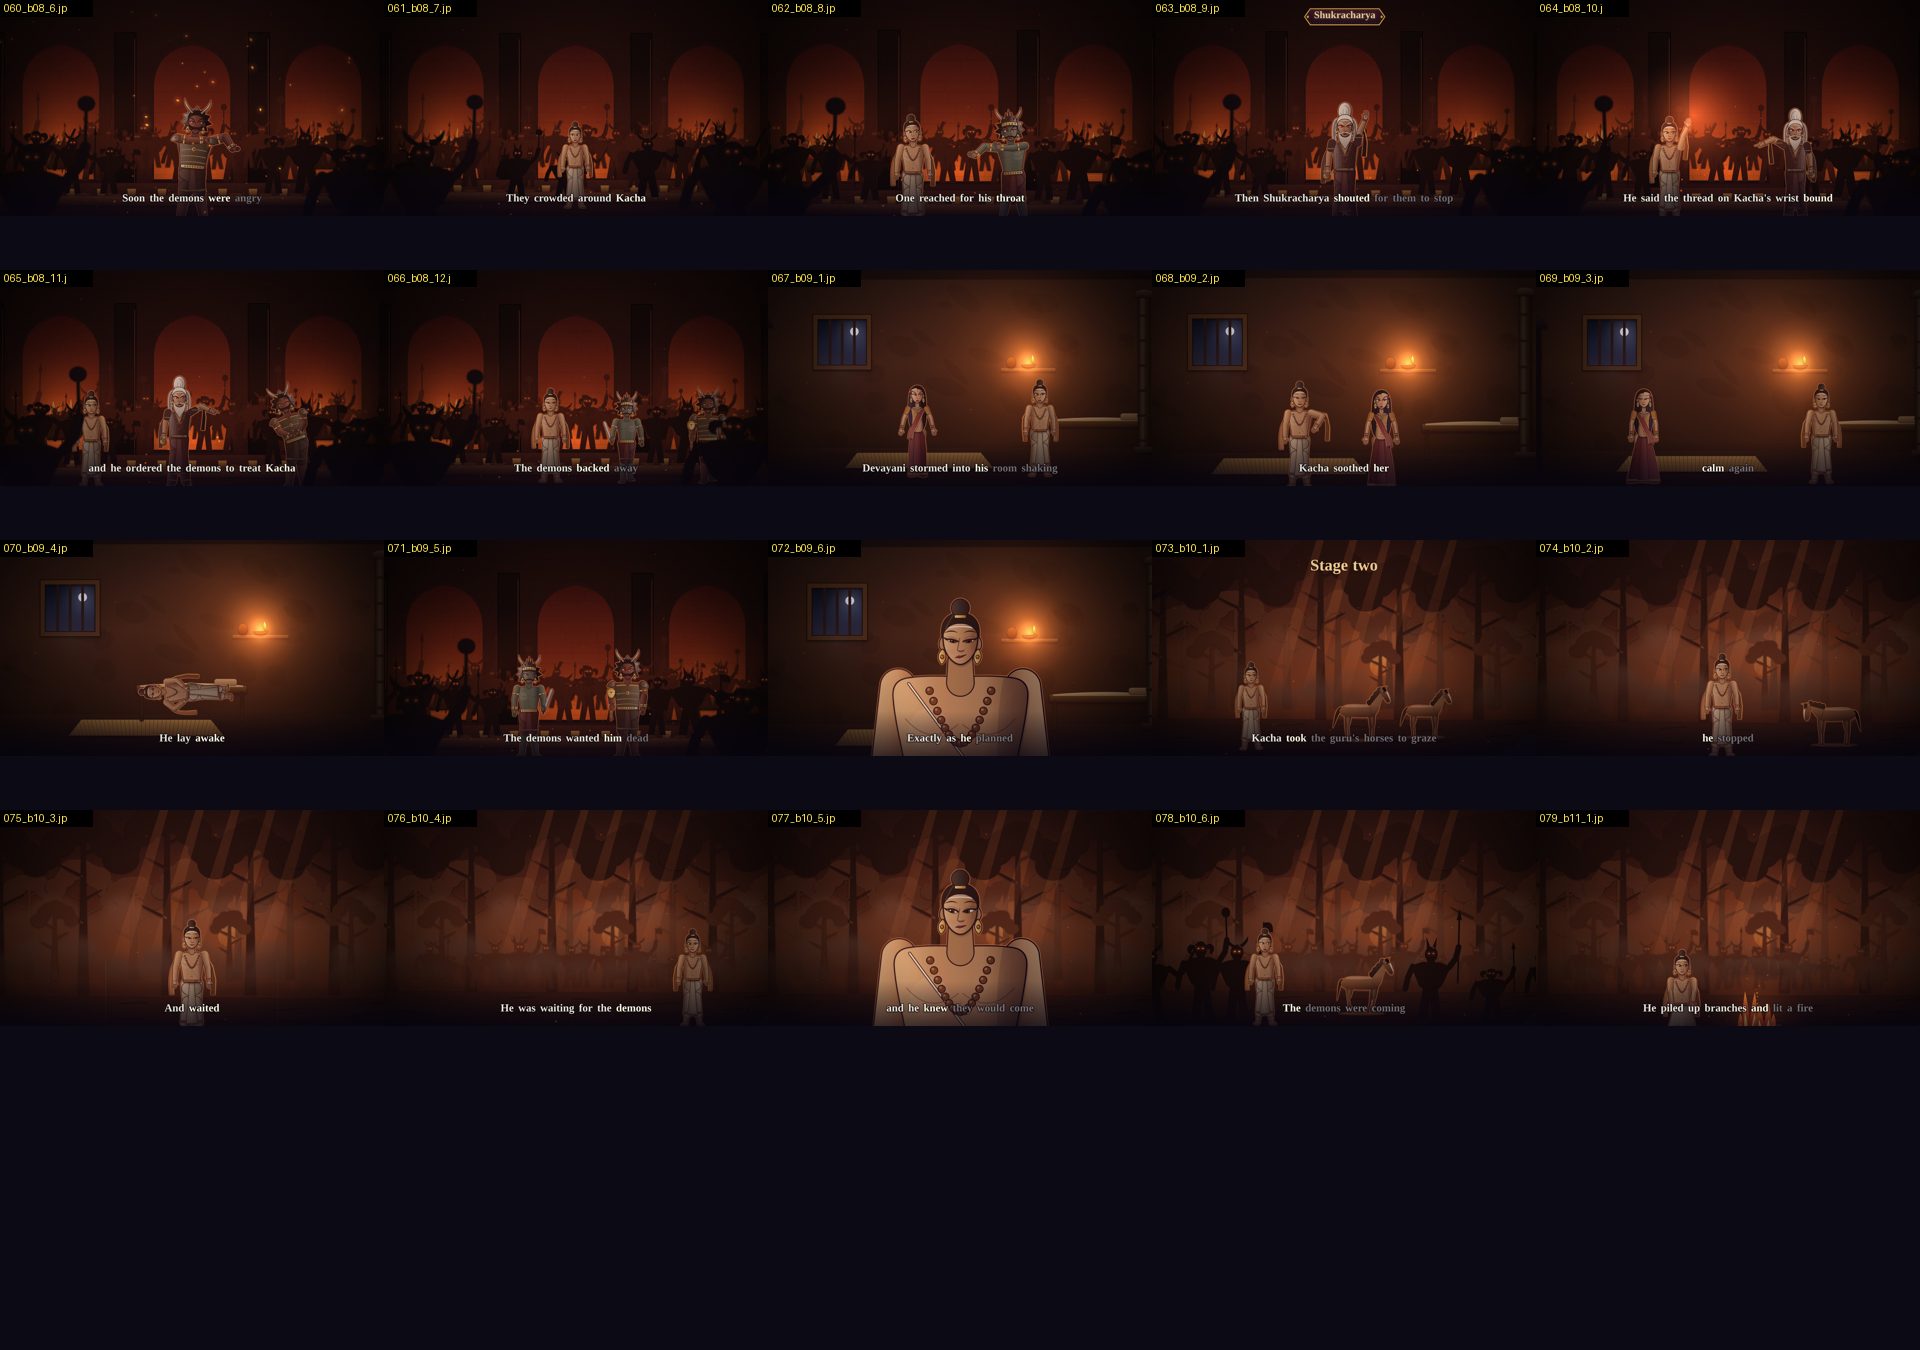 060_b08_6.jp
061_b08_7.jp
062_b08_8.jp
063_b08_9.jp
064_b08_10.j
Shukracharya
Soon the demons were angry
They crowded around Kacha
One reached for his throat
Then Shukracharya shouted for them to stop
He said the thread on Kacha's wrist bound
065_b08_11.j
066_b08_12.j
067_b09_1.jp
068_b09_2.jp
069_b09_3.jp
and he ordered the demons to treat Kacha
The demons backed away
Devayani stormed into his room shaking
Kacha soothed her
calm again
070_b09_4.jp
071_b09_5.jp
072_b09_6.jp
073_b10_1.jp
074_b10_2.jp
Stage two
He lay awake
The demons wanted him dead
Exactly as he planned
Kacha took the guru's horses to graze
he stopped
075_b10_3.jp
076_b10_4.jp
077_b10_5.jp
078_b10_6.jp
079_b11_1.jp
And waited
He was waiting for the demons
and he knew they would come
The demons were coming
He piled up branches and lit a fire